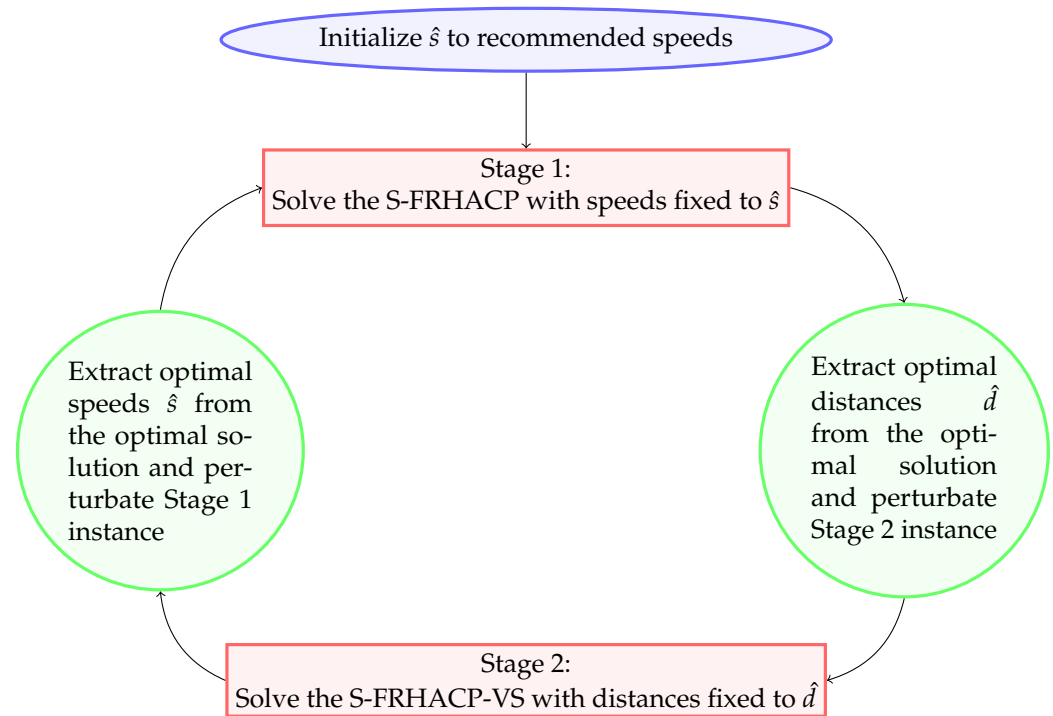 Initialize ŝ to recommended speeds
Stage 1:
Solve the S-FRHACP with speeds fixed to ŝ
Extract optimal
speeds ŝ from
the optimal so-
lution and per-
turbate Stage 1
instance
Extract optimal
distances d̂
from the opti-
mal solution
and perturbate
Stage 2 instance
Stage 2:
Solve the S-FRHACP-VS with distances fixed to d̂